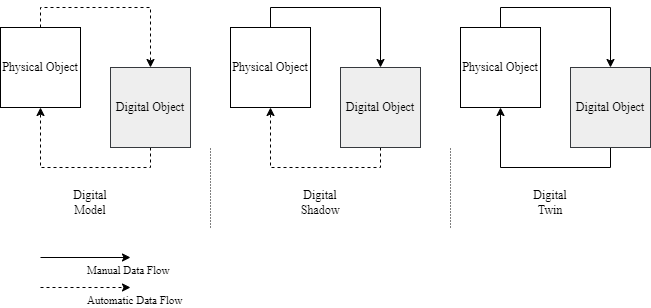 Physical Object
Digital Object
Physical Object
Digital Object
Physical Object
Digital Object
Digital
Model
Digital
Shadow
Digital
Twin
Manual Data Flow
Automatic Data Flow